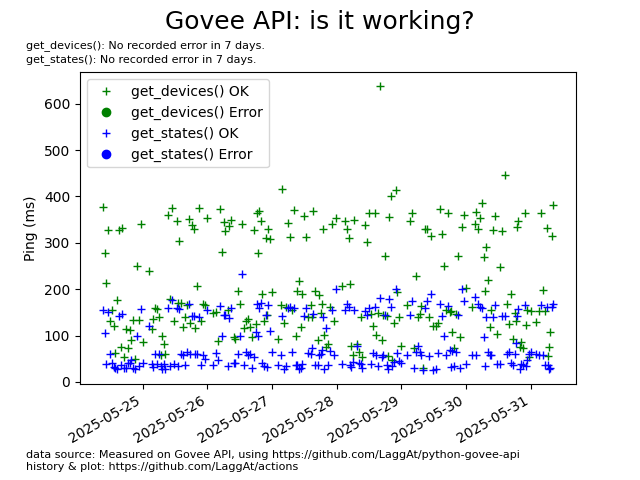 Govee API: is it working?
get_devices(): No recorded error in 7 days.
get_states(): No recorded error in 7 days.
get_devices() OK
get_devices() Error
get_states() OK
get_states() Error
Ping (ms)
600
500
400
300
200
100
0
2025-05-25
2025-05-26
2025-05-27
2025-05-28
2025-05-29
2025-05-30
2025-05-31
data source: Measured on Govee API, using https://github.com/LaggAt/python-govee-api
history & plot: https://github.com/LaggAt/actions